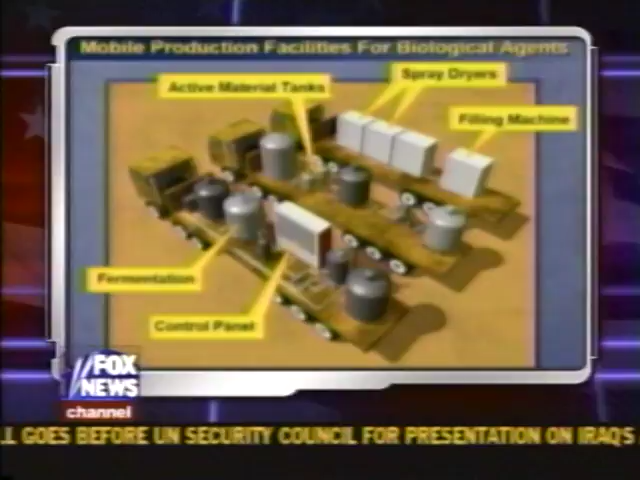 Mobile Production Facilities For Biological Agents
Active Material Tanks
Spray Dryers
Filling Machine
Fermentation
Control Panel
FOX
NEWS
channel
LL GOES BEFORE UN SECURITY COUNCIL FOR PRESENTATION ON IRAQ'S